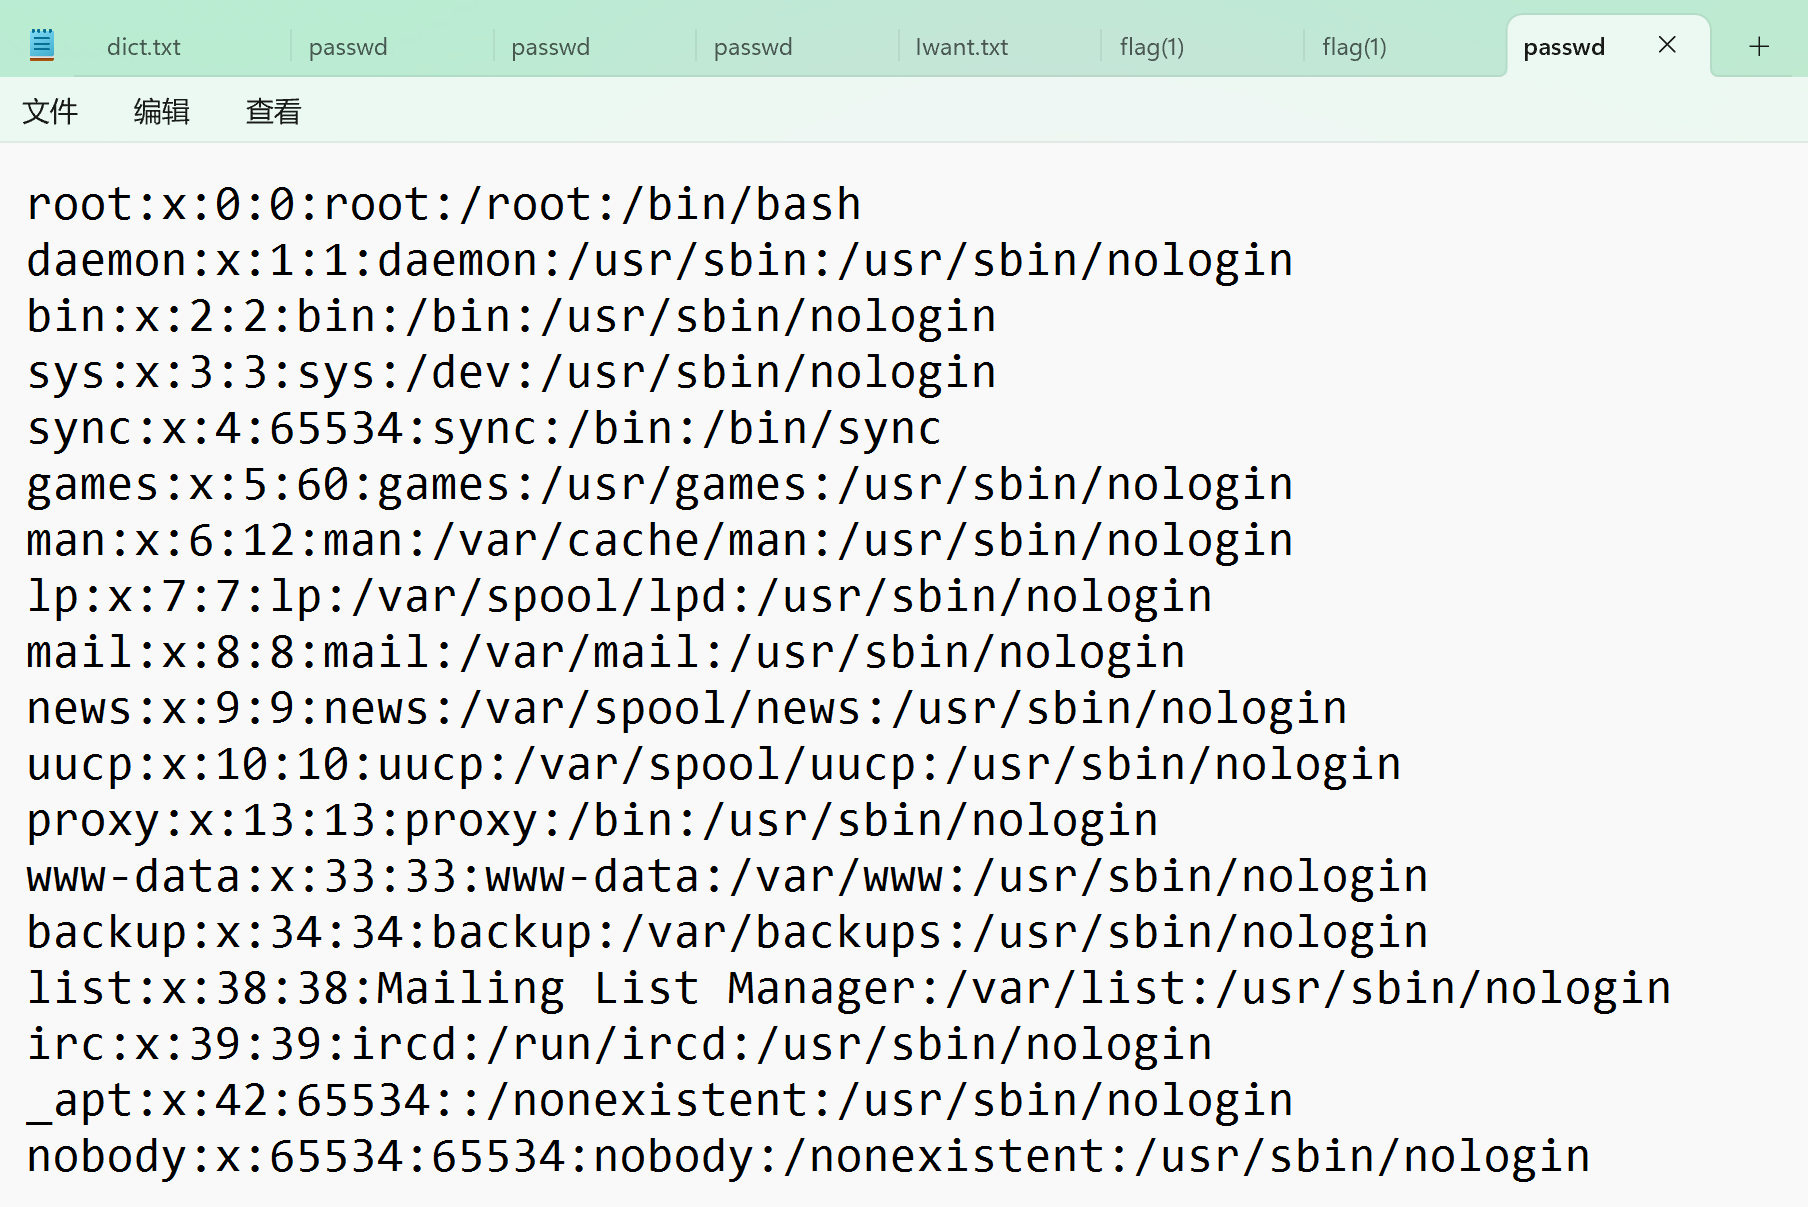 dict.txt passwd passwd passwd Iwant.txt flag(1) flag(1) passwd
文件 编辑 查看
root:x:0:0:root:/root:/bin/bash
daemon:x:1:1:daemon:/usr/sbin:/usr/sbin/nologin
bin:x:2:2:bin:/bin:/usr/sbin/nologin
sys:x:3:3:sys:/dev:/usr/sbin/nologin
sync:x:4:65534:sync:/bin:/bin/sync
games:x:5:60:games:/usr/games:/usr/sbin/nologin
man:x:6:12:man:/var/cache/man:/usr/sbin/nologin
lp:x:7:7:lp:/var/spool/lpd:/usr/sbin/nologin
mail:x:8:8:mail:/var/mail:/usr/sbin/nologin
news:x:9:9:news:/var/spool/news:/usr/sbin/nologin
uucp:x:10:10:uucp:/var/spool/uucp:/usr/sbin/nologin
proxy:x:13:13:proxy:/bin:/usr/sbin/nologin
www-data:x:33:33:www-data:/var/www:/usr/sbin/nologin
backup:x:34:34:backup:/var/backups:/usr/sbin/nologin
list:x:38:38:Mailing List Manager:/var/list:/usr/sbin/nologin
irc:x:39:39:ircd:/run/ircd:/usr/sbin/nologin
_apt:x:42:65534::/nonexistent:/usr/sbin/nologin
nobody:x:65534:65534:nobody:/nonexistent:/usr/sbin/nologin